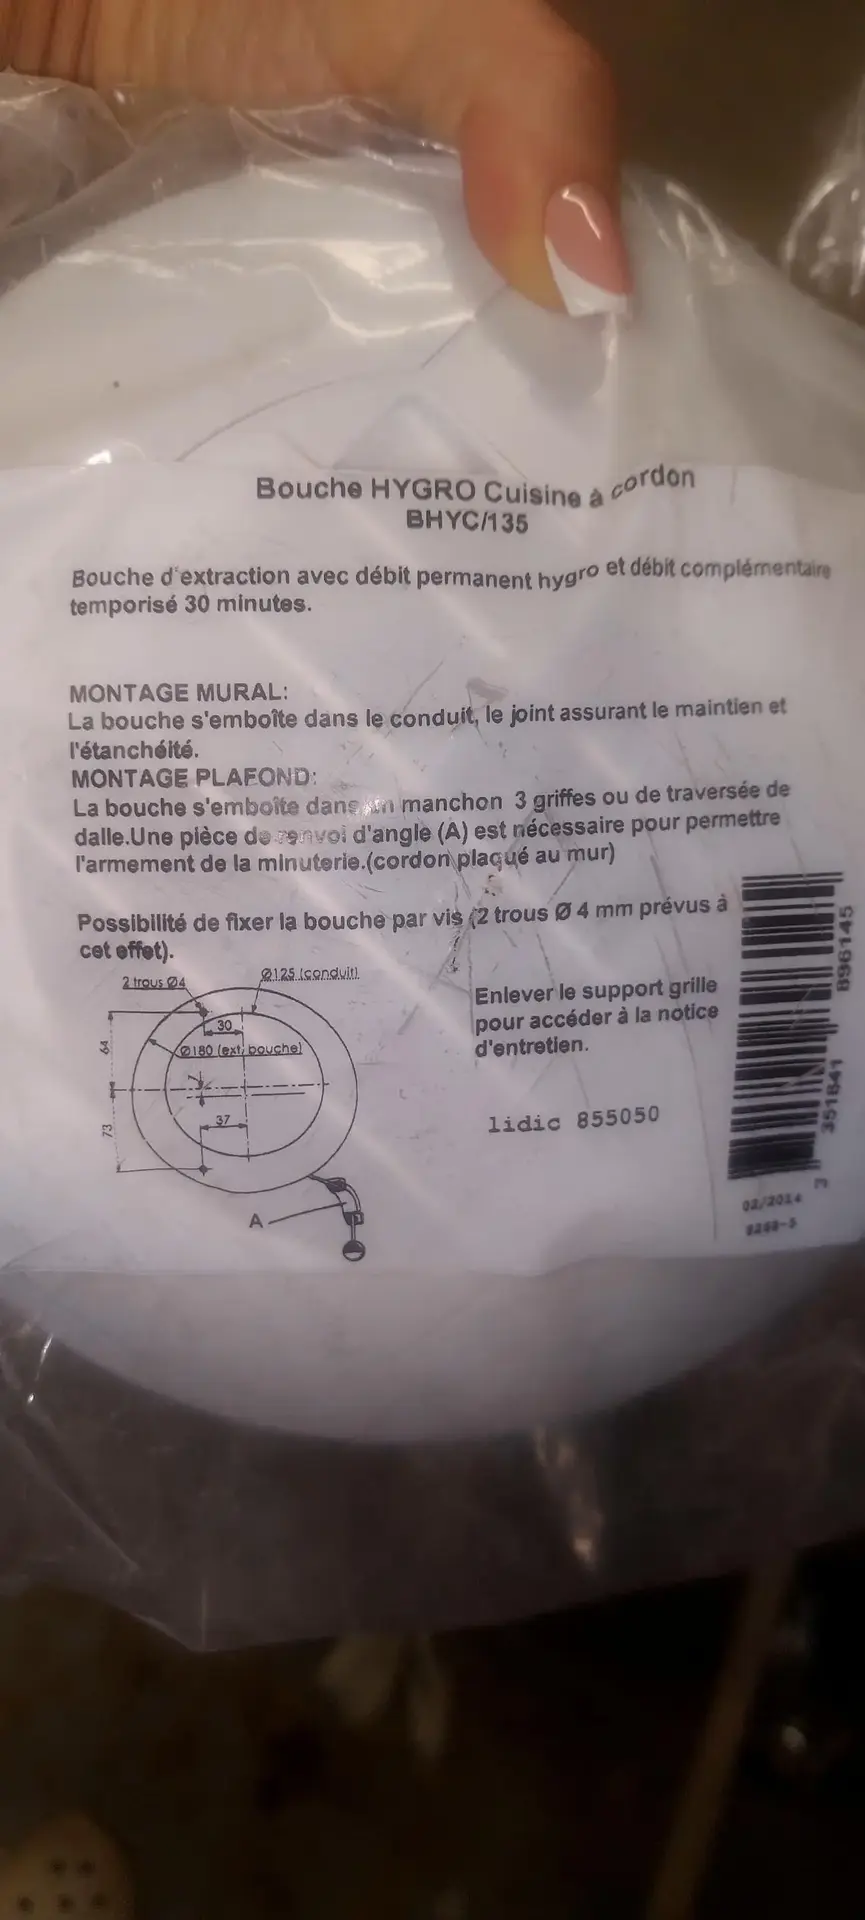 Bouche HYGRO Cuisine à cordon
BHYC/135
Bouche d'extraction avec débit permanent hygro et débit complémentaire
temporisé 30 minutes.
MONTAGE MURAL:
La bouche s'emboîte dans le conduit, le joint assurant le maintien et
l'étanchéité.
MONTAGE PLAFOND:
La bouche s'emboîte dans un manchon 3 griffes ou de traversée de
dalle.Une pièce de renvoi d'angle (A) est nécessaire pour permettre
l'armement de la minuterie.(cordon plaqué au mur)
Possibilité de fixer la bouche par vis (2 trous Ø 4 mm prévus à
cet effet).
2 trous Ø4
Ø125 (conduit)
30
Ø180 (ext. bouche)
64
37
73
A
Enlever le support grille
pour accéder à la notice
d'entretien.
lidic 855050
3 351841 896145
02/2014